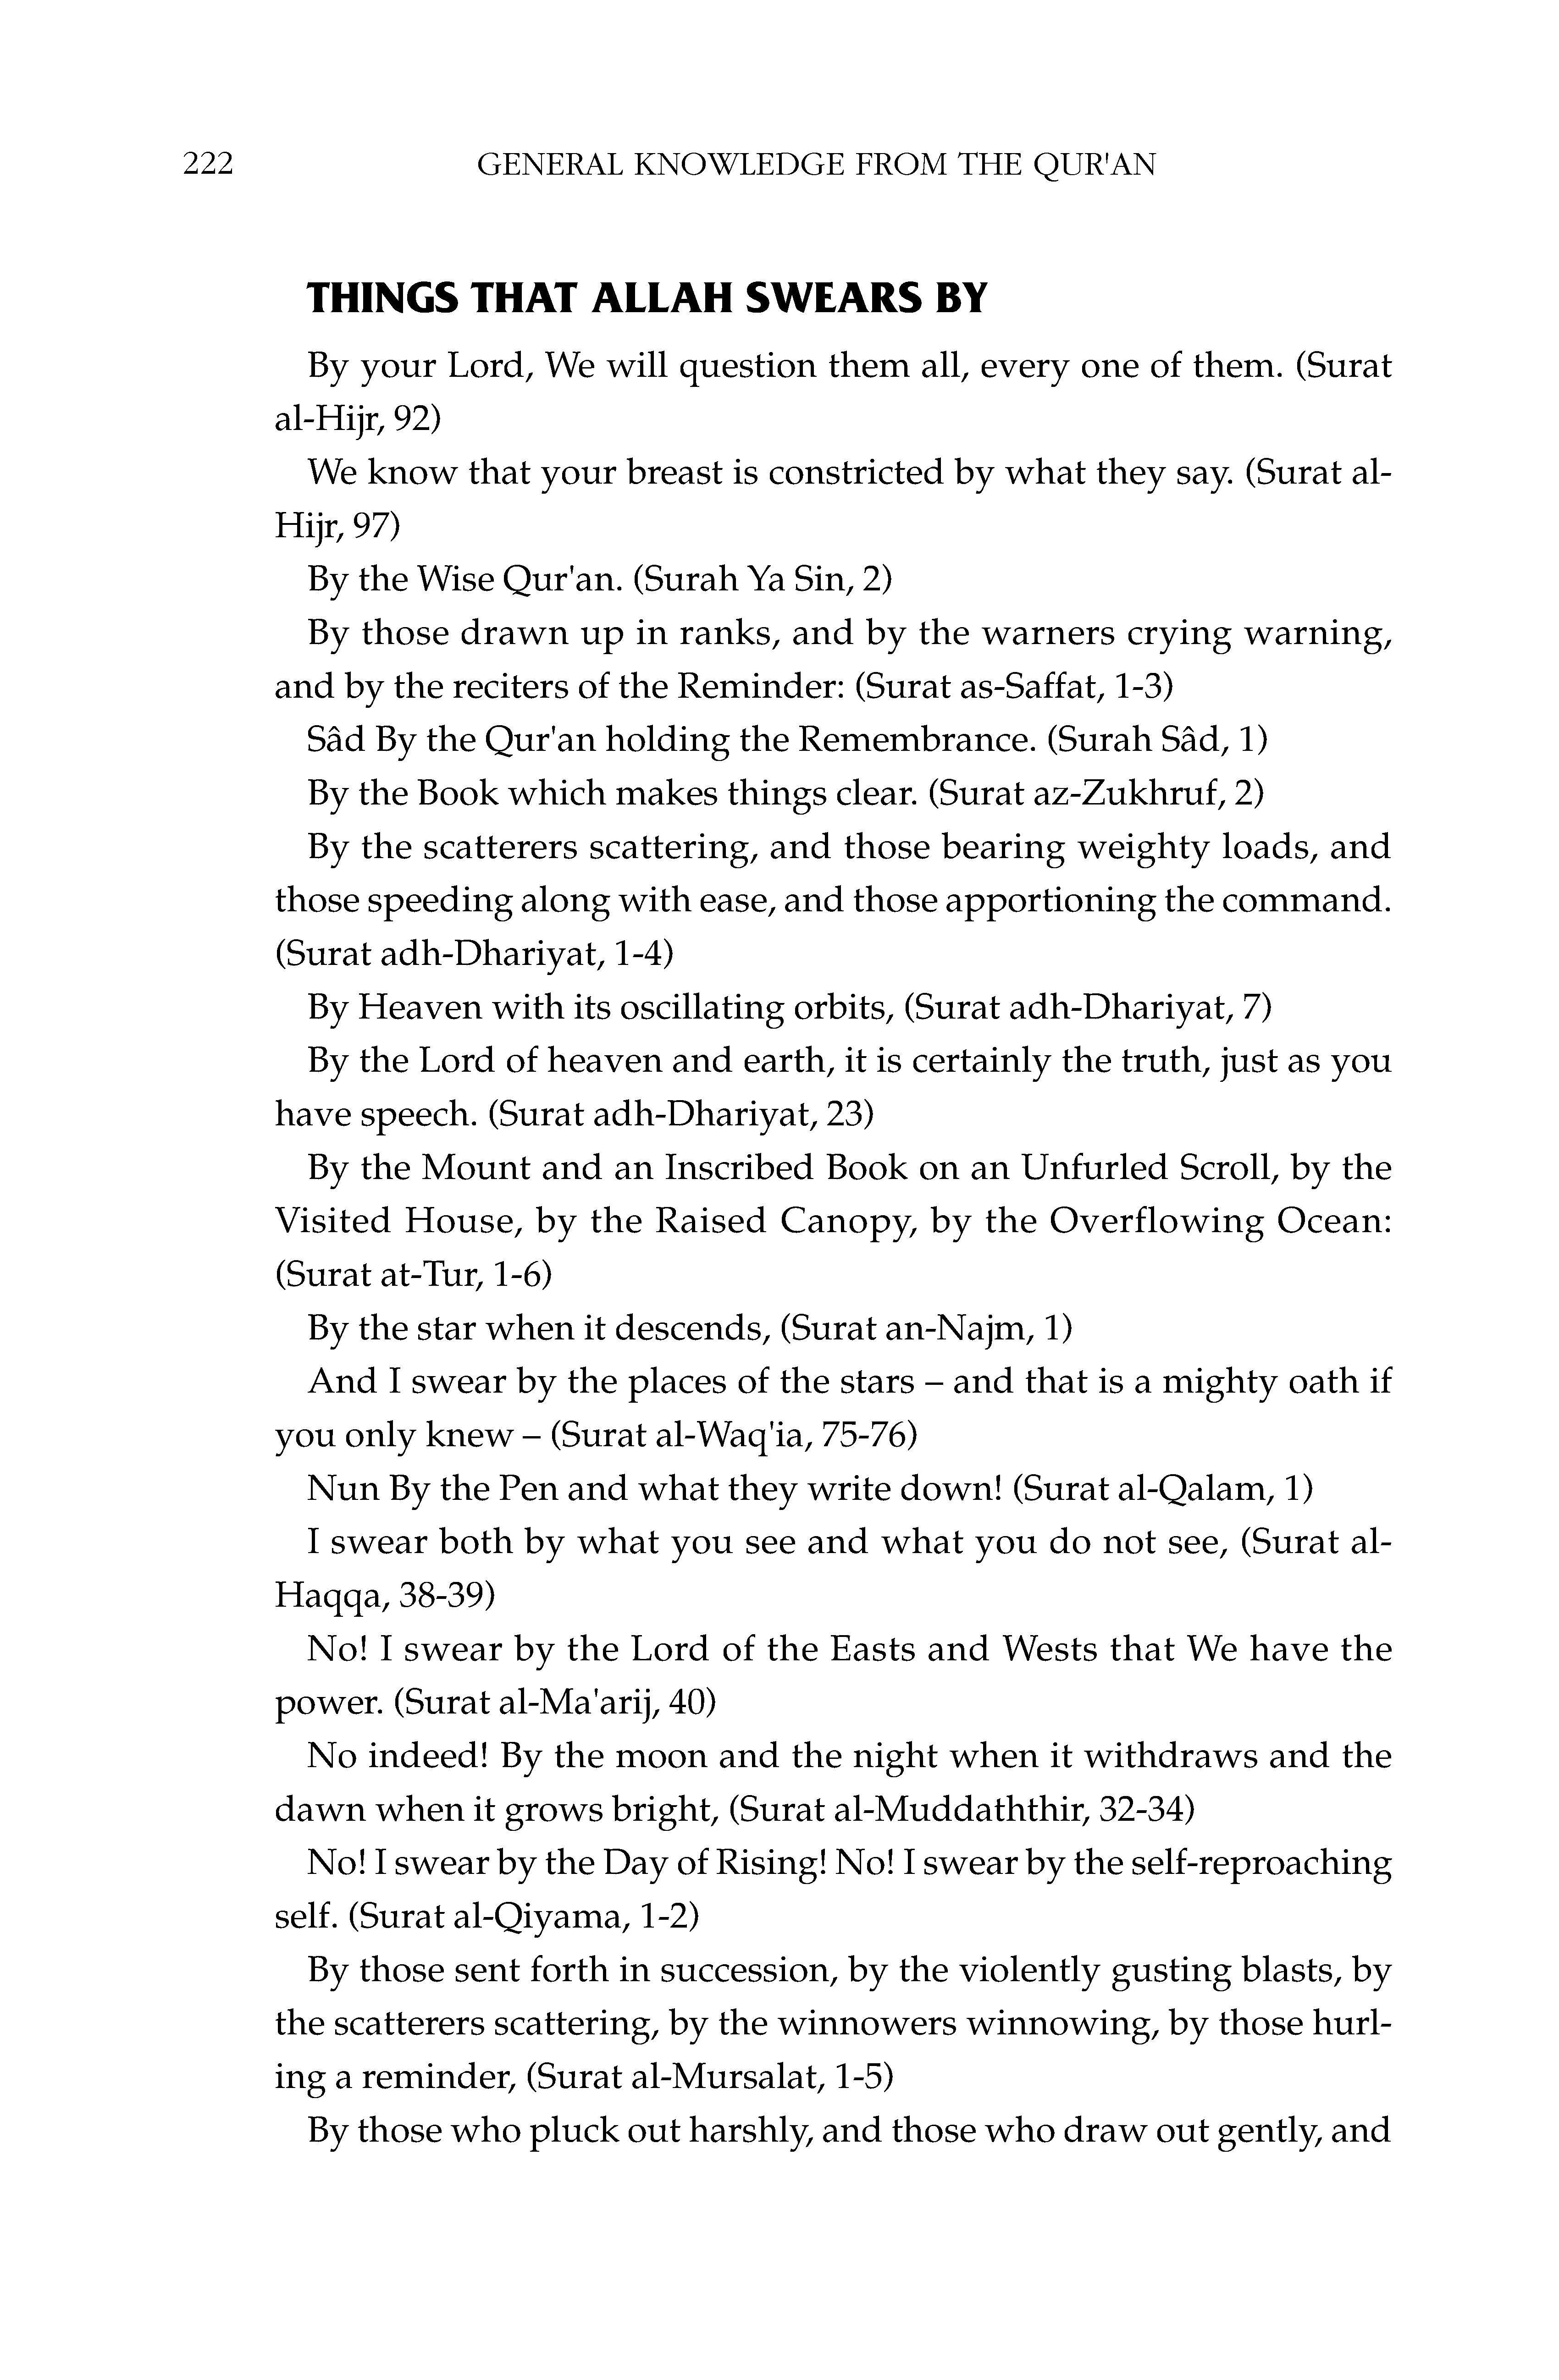 222 GENERAL KNOWLEDGE FROM THE QUR'AN
THINGS THAT ALLAH SWEARS BY
By your Lord, We will question them all, every one of them. (Surat
al-Hijr, 92)
We know that your breast is constricted by what they say. (Surat al-
Hijr, 97)
By the Wise Qur'an. (Surah Ya Sin, 2)
By those drawn up in ranks, and by the warners crying warning,
and by the reciters of the Reminder: (Surat as-Saffat, 1-3)
Sâd By the Qur'an holding the Remembrance. (Surah Sâd, 1)
By the Book which makes things clear. (Surat az-Zukhruf, 2)
By the scatterers scattering, and those bearing weighty loads, and
those speeding along with ease, and those apportioning the command.
(Surat adh-Dhariyat, 1-4)
By Heaven with its oscillating orbits, (Surat adh-Dhariyat, 7)
By the Lord of heaven and earth, it is certainly the truth, just as you
have speech. (Surat adh-Dhariyat, 23)
By the Mount and an Inscribed Book on an Unfurled Scroll, by the
Visited House, by the Raised Canopy, by the Overflowing Ocean:
(Surat at-Tur, 1-6)
By the star when it descends, (Surat an-Najm, 1)
And I swear by the places of the stars – and that is a mighty oath if
you only knew – (Surat al-Waq'ia, 75-76)
Nun By the Pen and what they write down! (Surat al-Qalam, 1)
I swear both by what you see and what you do not see, (Surat al-
Haqqa, 38-39)
No! I swear by the Lord of the Easts and Wests that We have the
power. (Surat al-Ma'arij, 40)
No indeed! By the moon and the night when it withdraws and the
dawn when it grows bright, (Surat al-Muddaththir, 32-34)
No! I swear by the Day of Rising! No! I swear by the self-reproaching
self. (Surat al-Qiyama, 1-2)
By those sent forth in succession, by the violently gusting blasts, by
the scatterers scattering, by the winnowers winnowing, by those hurl-
ing a reminder, (Surat al-Mursalat, 1-5)
By those who pluck out harshly, and those who draw out gently, and